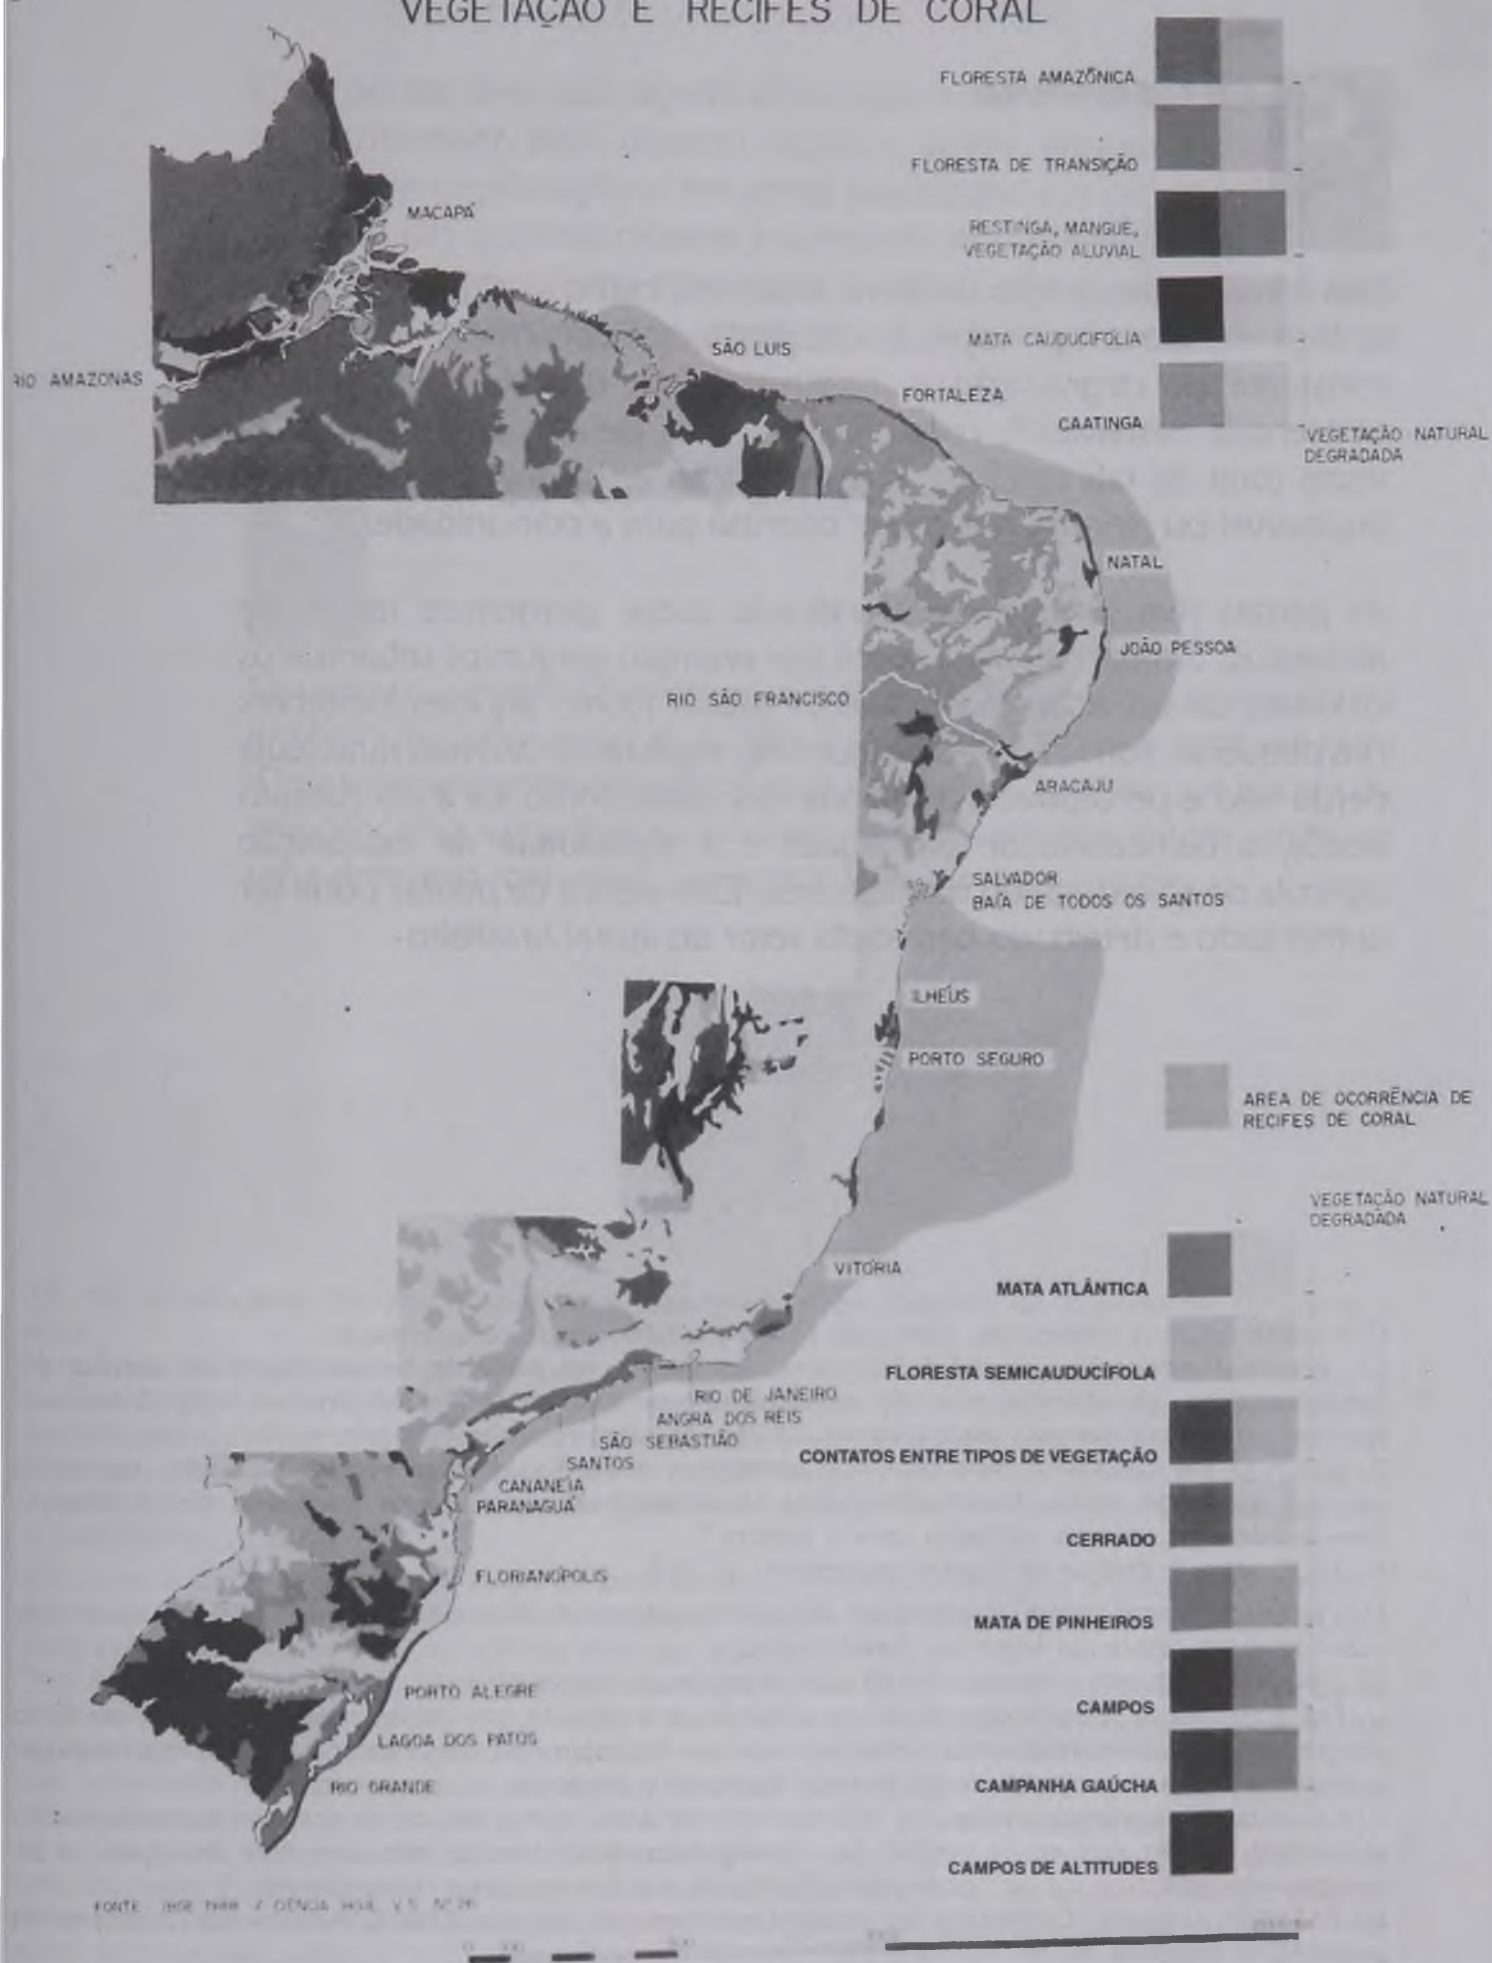 VEGETAÇÃO E RECIFES DE CORAL
FLORESTA AMAZÔNICA
FLORESTA DE TRANSIÇÃO
RESTINGA, MANGUE,
VEGETAÇÃO ALUVIAL
MATA CAUDUCIFÓLIA
CAATINGA
VEGETAÇÃO NATURAL
DEGRADADA
MACAPÁ
RIO AMAZONAS
SÃO LUIS
FORTALEZA
NATAL
JOÃO PESSOA
RIO SÃO FRANCISCO
ARACAJU
SALVADOR
BAÍA DE TODOS OS SANTOS
ILHÉUS
PORTO SEGURO
AREA DE OCORRÊNCIA DE
RECIFES DE CORAL
VEGETAÇÃO NATURAL
DEGRADADA
VITÓRIA
MATA ATLÂNTICA
FLORESTA SEMICAUDUCÍFOLA
RIO DE JANEIRO
ANGRA DOS REIS
SÃO SEBASTIÃO
SANTOS
CANANÉIA
PARANAGUÁ
CONTATOS ENTRE TIPOS DE VEGETAÇÃO
CERRADO
FLORIANÓPOLIS
MATA DE PINHEIROS
PORTO ALEGRE
CAMPOS
LAGOA DOS PATOS
RIO GRANDE
CAMPANHA GAÚCHA
CAMPOS DE ALTITUDES
FONTE